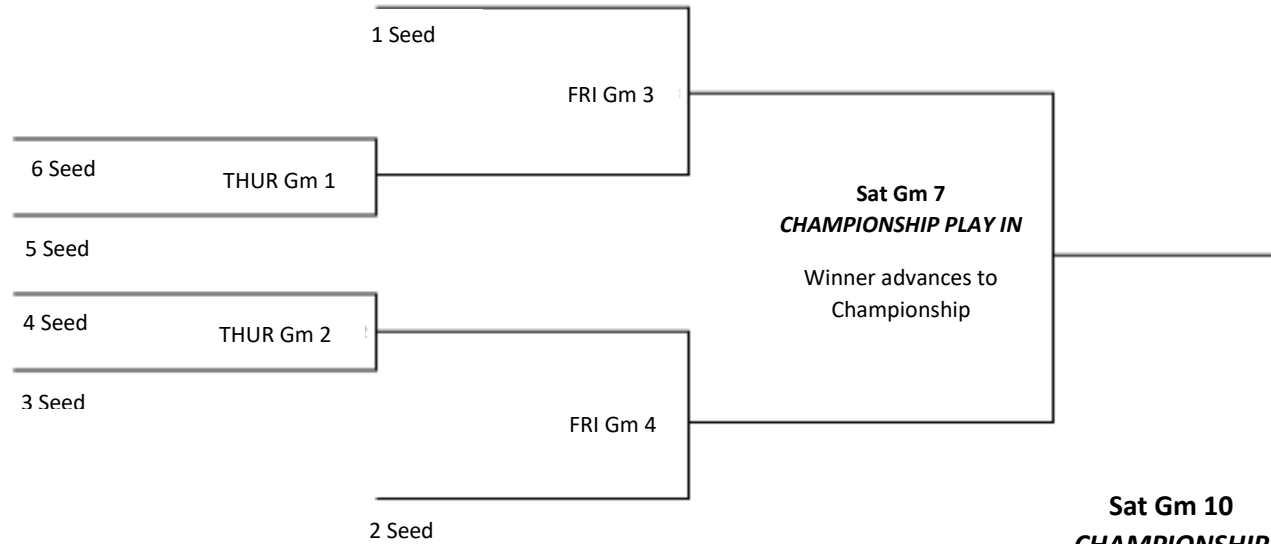 1 Seed
FRI Gm 3
6 Seed
THUR Gm 1
5 Seed
Sat Gm 7
CHAMPIONSHIP PLAY IN
Winner advances to
Championship
4 Seed
THUR Gm 2
3 Seed
FRI Gm 4
2 Seed
Sat Gm 10
CHAMPIONSHIP